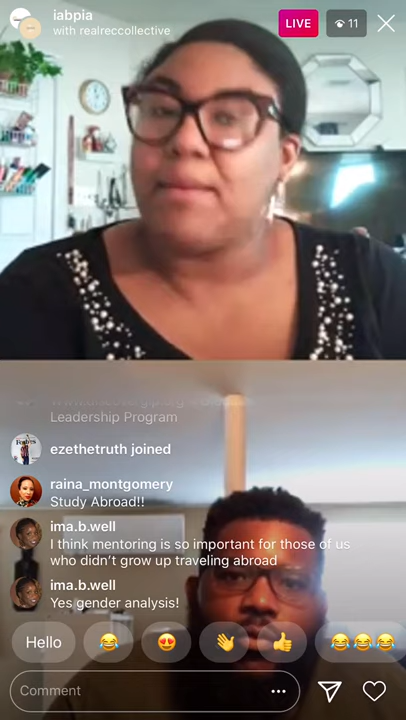 iabpia
with realreccollective
LIVE
11
Leadership Program
ezethetruth joined
raina_montgomery
Study Abroad!!
ima.b.well
I think mentoring is so important for those of us
who didn't grow up traveling abroad
ima.b.well
Yes gender analysis!
Hello
😂
😍
👋
👍
😂😂😂
Comment